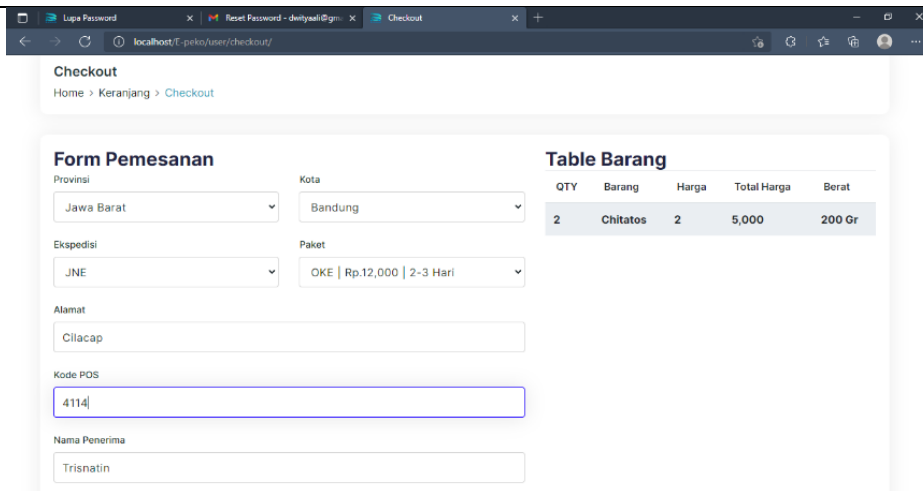 Lupa Password
Reset Password - dwityaali@gm
Checkout
localhost/E-peko/user/checkout/
Checkout
Home > Keranjang > Checkout
Form Pemesanan
Provinsi
Kota
Jawa Barat
Bandung
Ekspedisi
Paket
JNE
OKE | Rp.12,000 | 2-3 Hari
Alamat
Cilacap
Kode POS
4114
Nama Penerima
Trisnatin
Table Barang
QTY Barang Harga Total Harga Berat
2 Chitatos 2 5,000 200 Gr